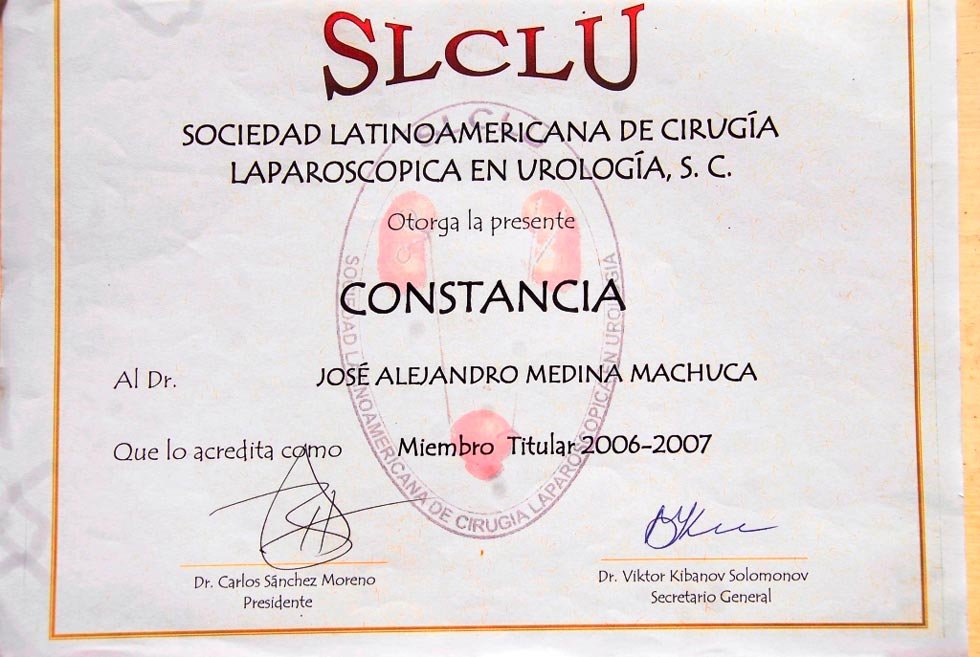 SLCLU
SOCIEDAD LATINOAMERICANA DE CIRUGÍA
LAPAROSCOPICA EN UROLOGÍA, S. C.
Otorga la presente
CONSTANCIA
Al Dr. JOSÉ ALEJANDRO MEDINA MACHUCA
Que lo acredita como Miembro Titular 2006-2007
Dr. Carlos Sánchez Moreno
Presidente
Dr. Viktor Kibanov Solomonov
Secretario General
SLCLU
SOCIEDAD LATINOAMERICANA DE CIRUGIA LAPAROSCOPICA EN UROLOGIA